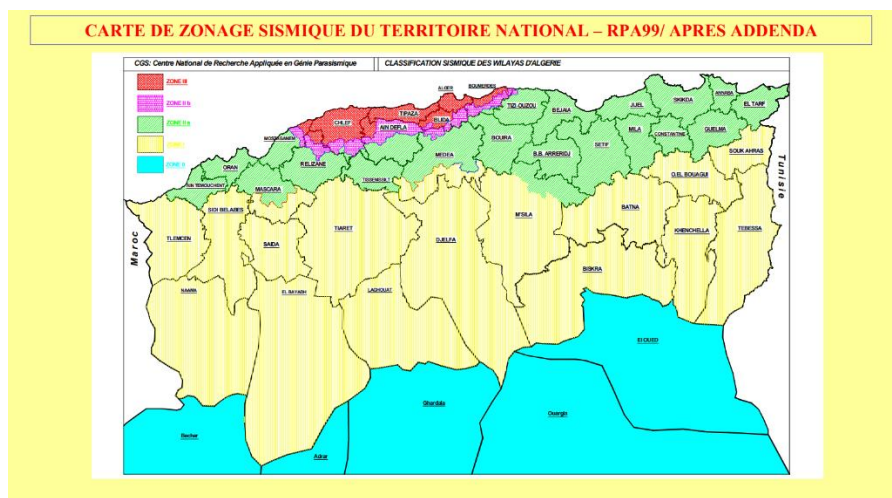 CARTE DE ZONAGE SISMIQUE DU TERRITOIRE NATIONAL – RPA99/ APRES ADDENDA
CGS: Centre National de Recherche Appliquée en Génie Parasismique
CLASSIFICATION SISMIQUE DES WILAYAS D'ALGERIE
ZONE III
ZONE II b
ZONE II a
ZONE I
ZONE 0
ALGER
BOUMERDES
TIPAZA
BLIDA
TIZI OUZOU
BEJAIA
JIJEL
SKIKDA
ANNABA
EL TARF
CHLEF
AIN DEFLA
MOSTAGANEM
BOUIRA
MILA
CONSTANTINE
GUELMA
SETIF
B.B. ARRERIDJ
MEDEA
SOUK AHRAS
RELIZANE
ORAN
AIN TEMOUCHENT
MASCARA
TISSEMSSILT
O.EL BOUAGUI
SIDI BELABES
TLEMCEN
SAIDA
TIARET
DJELFA
M'SILA
BATNA
KHENCHELLA
TEBESSA
Maroc
Tunisie
BISKRA
NAAMA
EL BAYADH
LAGHOUAT
El OUED
Ghardaia
Ouargla
Bechar
Adrar